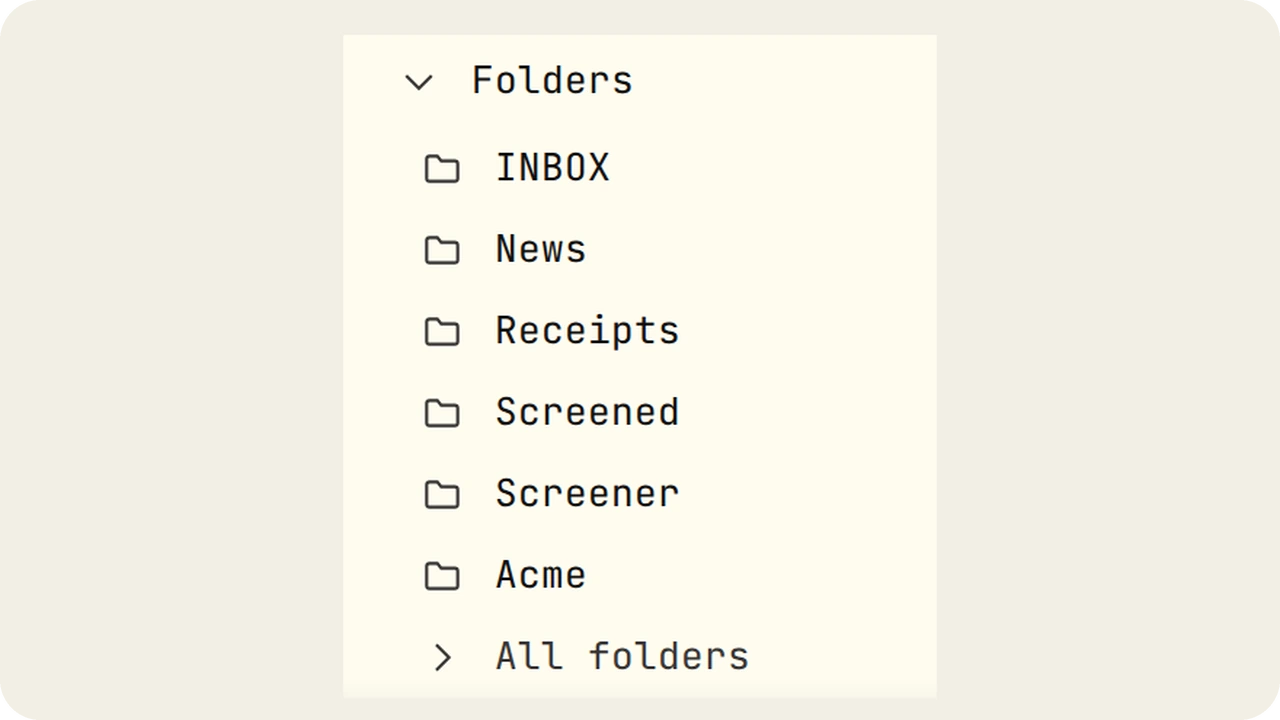 Folders
INBOX
News
Receipts
Screened
Screener
Acme
All folders